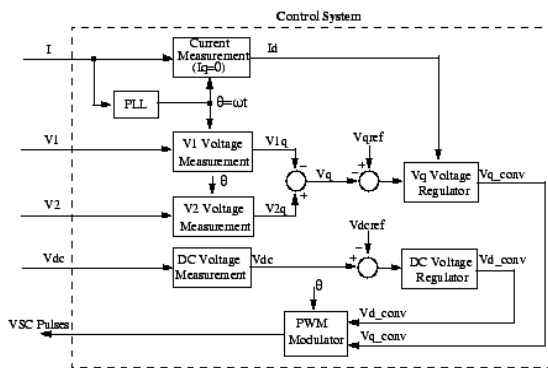 Control System
I
Current
Measurement
(Iq=0)
Id
PLL
θ=ωt
V1
V1 Voltage
Measurement
V1q
Vqref
θ
-
+
Vq
+
-
Vq Voltage
Regulator
Vq_conv
V2
V2 Voltage
Measurement
V2q
Vdcref
Vdc
DC Voltage
Measurement
Vdc
-
+
DC Voltage
Regulator
Vd_conv
θ
VSC Pulses
PWM
Modulator
Vd_conv
Vq_conv